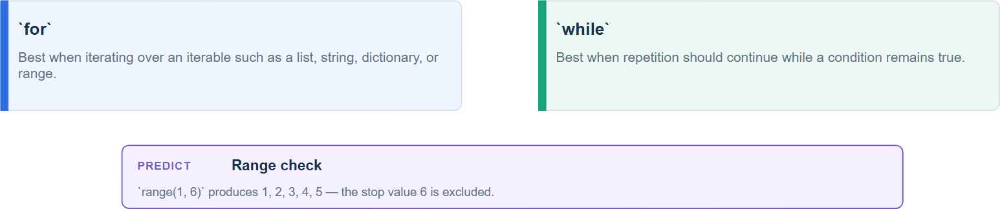 `for`
Best when iterating over an iterable such as a list, string, dictionary, or
range.
`while`
Best when repetition should continue while a condition remains true.
PREDICT Range check
`range(1, 6)` produces 1, 2, 3, 4, 5 — the stop value 6 is excluded.